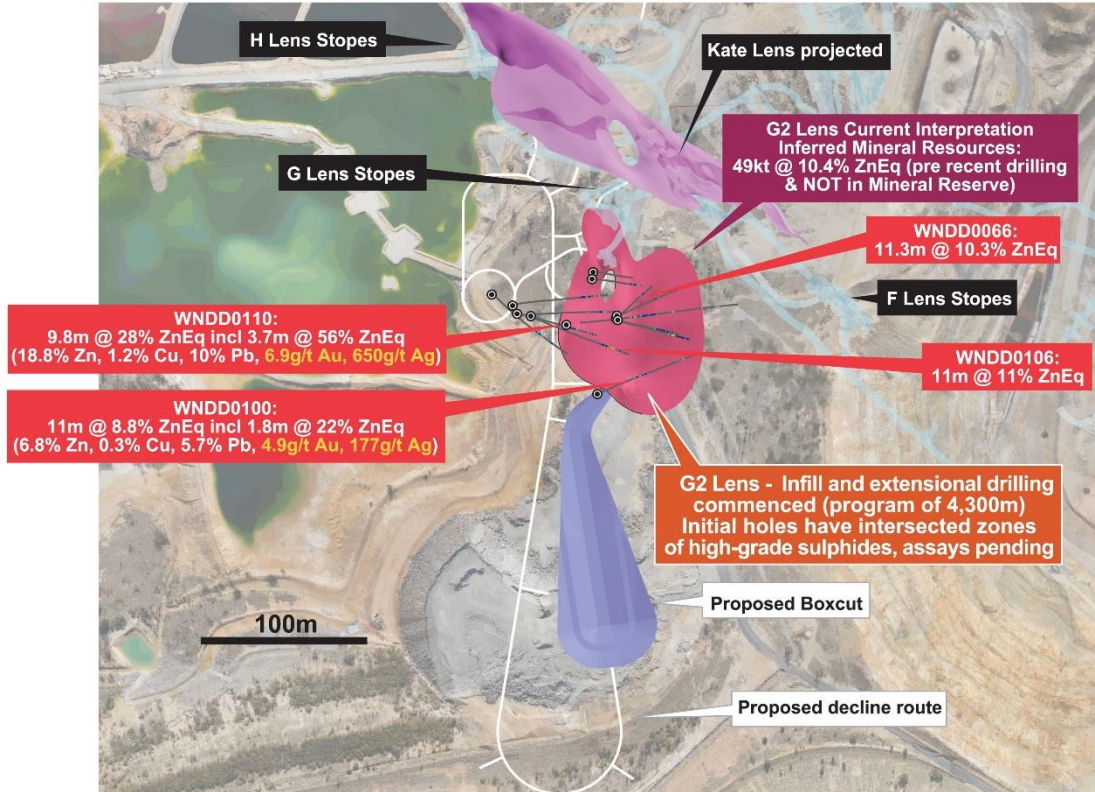 H Lens Stopes
Kate Lens projected
G2 Lens Current Interpretation
Inferred Mineral Resources:
49kt @ 10.4% ZnEq (pre recent drilling
& NOT in Mineral Reserve)
G Lens Stopes
WNDD0066:
11.3m @ 10.3% ZnEq
F Lens Stopes
WNDD0110:
9.8m @ 28% ZnEq incl 3.7m @ 56% ZnEq
(18.8% Zn, 1.2% Cu, 10% Pb, 6.9g/t Au, 650g/t Ag)
WNDD0106:
11m @ 11% ZnEq
WNDD0100:
11m @ 8.8% ZnEq incl 1.8m @ 22% ZnEq
(6.8% Zn, 0.3% Cu, 5.7% Pb, 4.9g/t Au, 177g/t Ag)
G2 Lens - Infill and extensional drilling
commenced (program of 4,300m)
Initial holes have intersected zones
of high-grade sulphides, assays pending
Proposed Boxcut
100m
Proposed decline route